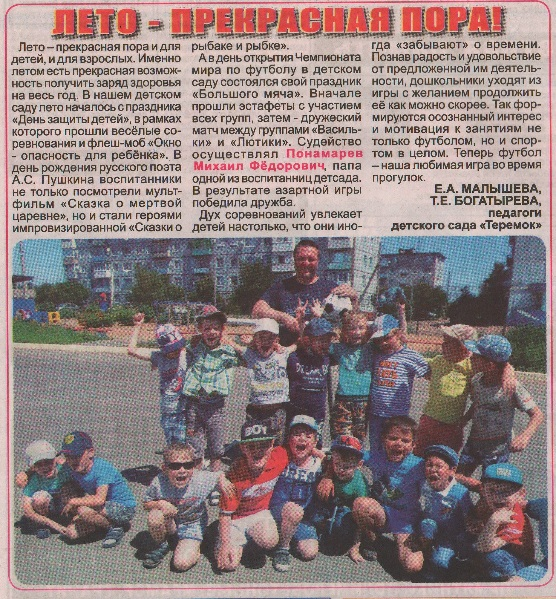 ЛЕТО - ПРЕКРАСНАЯ ПОРА!
Лето – прекрасная пора и для
детей, и для взрослых. Именно
летом есть прекрасная возмож-
ность получить заряд здоровья
на весь год. В нашем детском
саду лето началось с праздника
«День защиты детей», в рамках
которого прошли весёлые со-
ревнования и флеш-моб «Окно
- опасность для ребёнка». В
день рождения русского поэта
А.С. Пушкина воспитанники
не только посмотрели мульт-
фильм «Сказка о мертвой
царевне», но и стали героями
импровизированной «Сказки о
рыбаке и рыбке».
А в день открытия Чемпионата
мира по футболу в детском
саду состоялся свой праздник
«Большого мяча». Вначале
прошли эстафеты с участием
всех групп, затем - дружеский
матч между группами «Василь-
ки» и «Лютики». Судейство
осуществлял Понамарев
Михаил Фёдорович, папа
одной из воспитанниц детсада.
В результате азартной игры
победила дружба.
Дух соревнований увлекает
детей настолько, что они ино-
гда «забывают» о времени.
Познав радость и удовольствие
от предложенной им деятель-
ности, дошкольники уходят из
игры с желанием продолжить
её как можно скорее. Так фор-
мируются осознанный интерес
и мотивация к занятиям не
только футболом, но и спор-
том в целом. Теперь футбол
– наша любимая игра во время
прогулок.
Е.А. МАЛЫШЕВА,
Т.Е. БОГАТЫРЕВА,
педагоги
детского сада «Теремок»
BOY